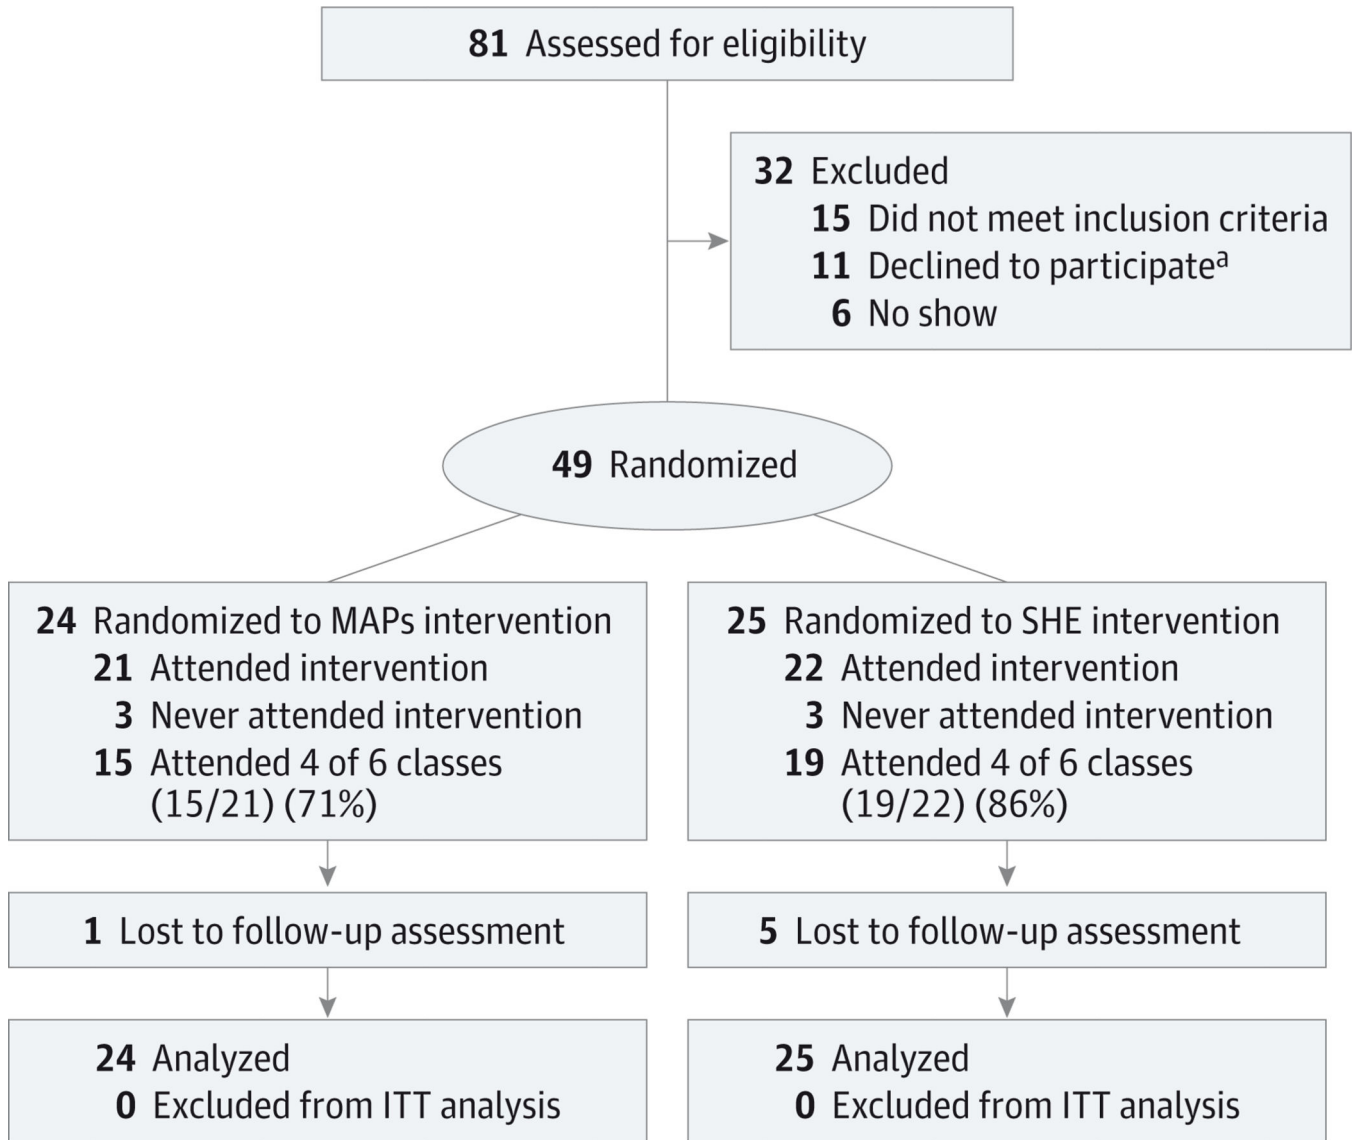 81 Assessed for eligibility
32 Excluded
15 Did not meet inclusion criteria
11 Declined to participateᵃ
6 No show
49 Randomized
24 Randomized to MAPs intervention
21 Attended intervention
3 Never attended intervention
15 Attended 4 of 6 classes
(15/21) (71%)
25 Randomized to SHE intervention
22 Attended intervention
3 Never attended intervention
19 Attended 4 of 6 classes
(19/22) (86%)
1 Lost to follow-up assessment
5 Lost to follow-up assessment
24 Analyzed
0 Excluded from ITT analysis
25 Analyzed
0 Excluded from ITT analysis